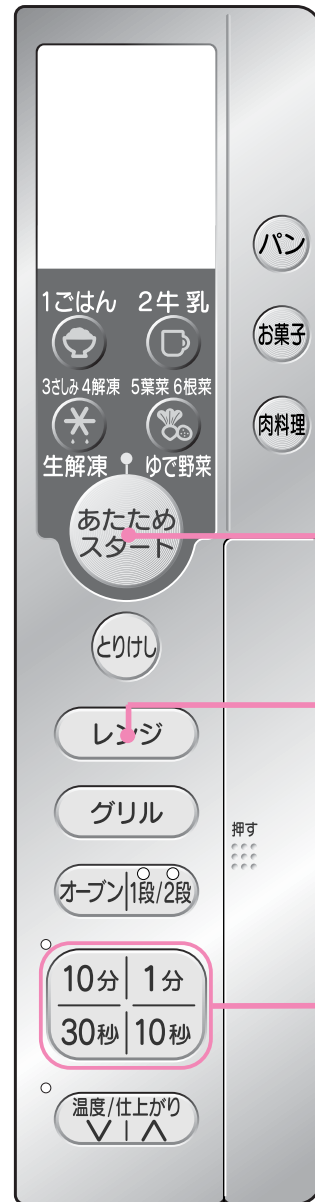 1ごはん 2牛乳
3さしみ 4解凍 5葉菜 6根菜
生解凍 ゆで野菜
あたため
スタート
とりけし
レンジ
グリル
オーブン 1段/2段
10分 1分
30秒 10秒
温度/仕上がり
パン
お菓子
肉料理
押す